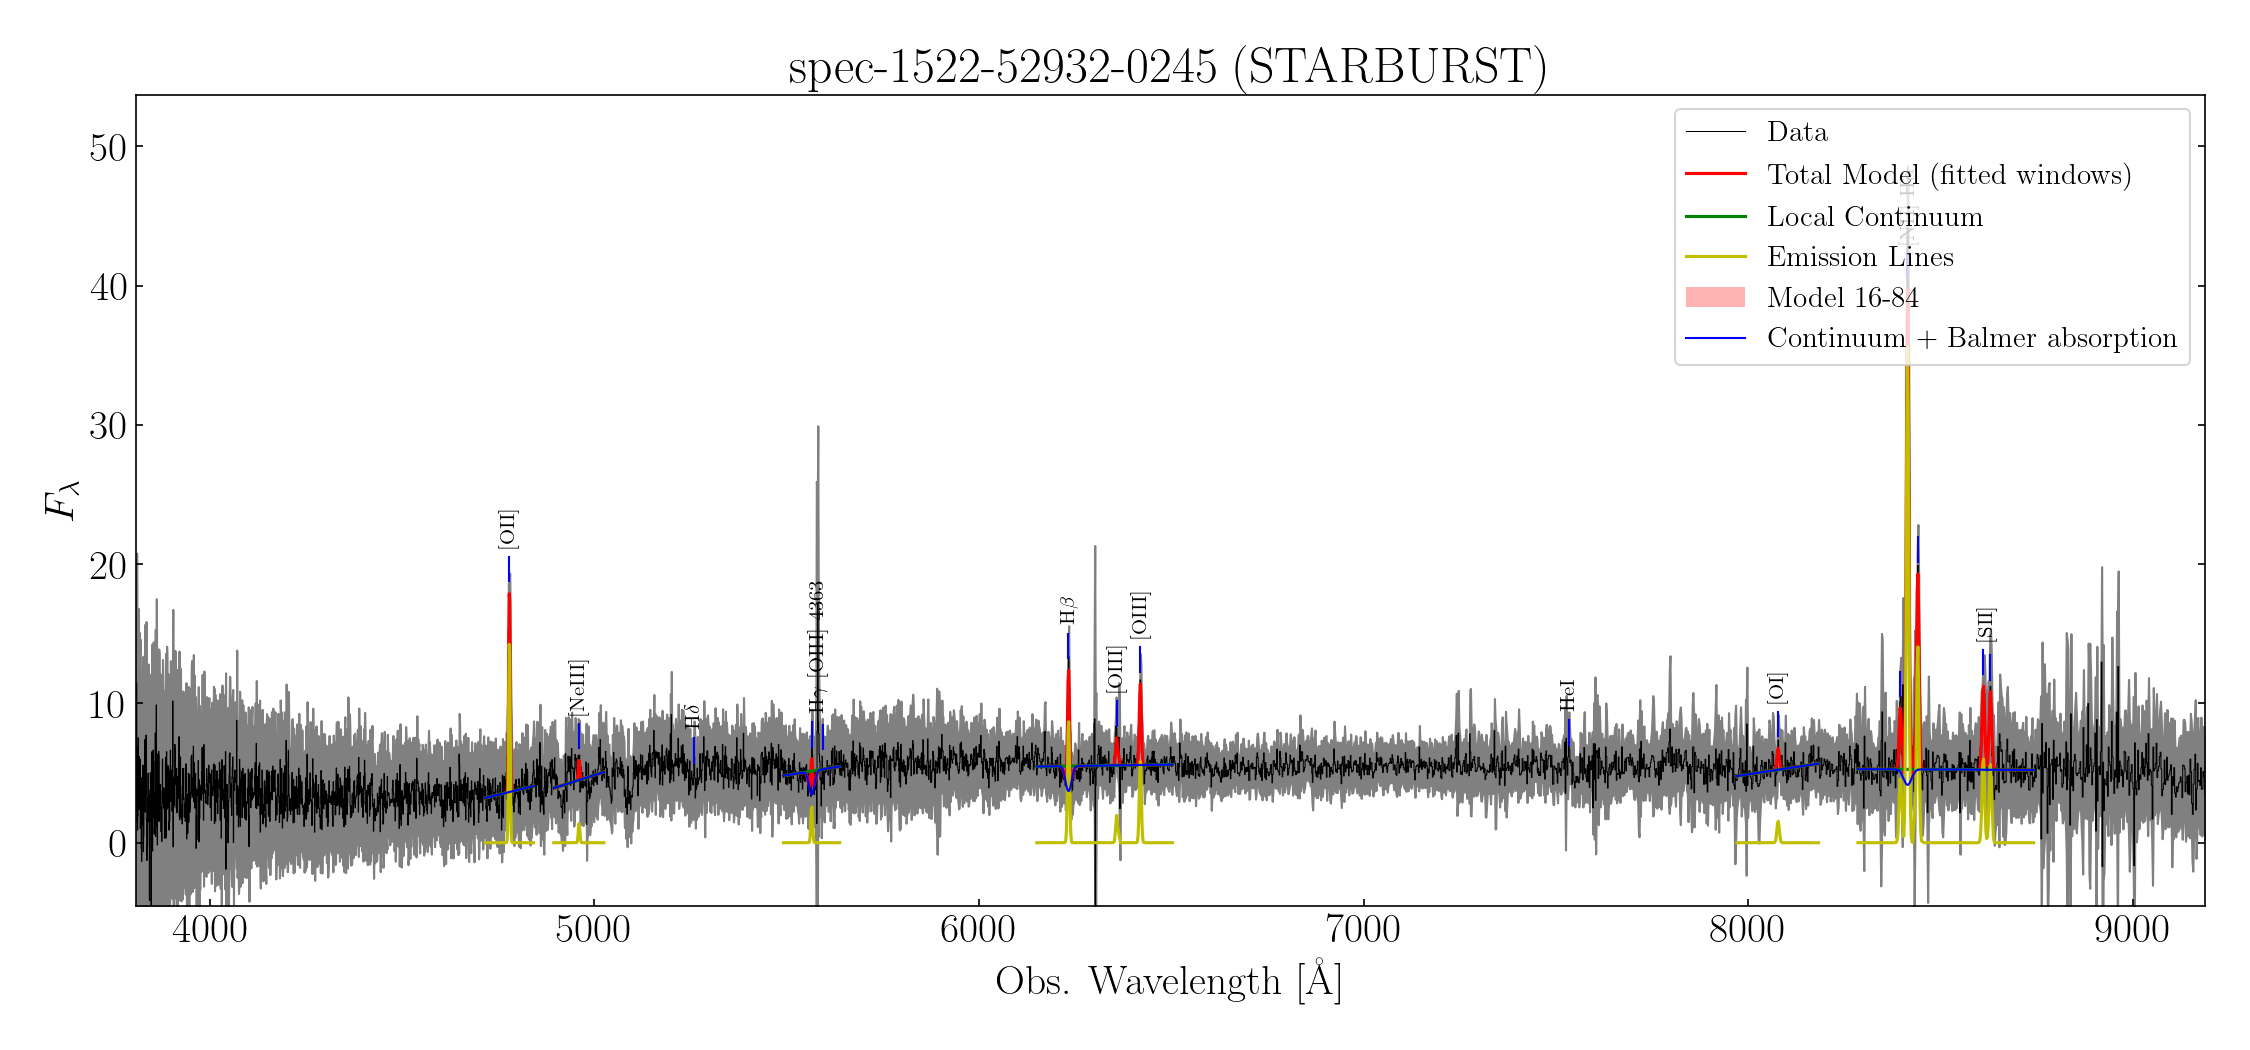 spec-1522-52932-0245 (STARBURST)
Data
Total Model (fitted windows)
Local Continuum
Emission Lines
Model 16-84
Continuum + Balmer absorption
50
40
30
20
10
0
Fλ
[OII]
[NeIII]
Hδ
Hγ [OIII] 4363
Hβ
[OIII]
[OIII]
HeI
[OI]
[SII]
4000
5000
6000
7000
8000
9000
Obs. Wavelength [Å]